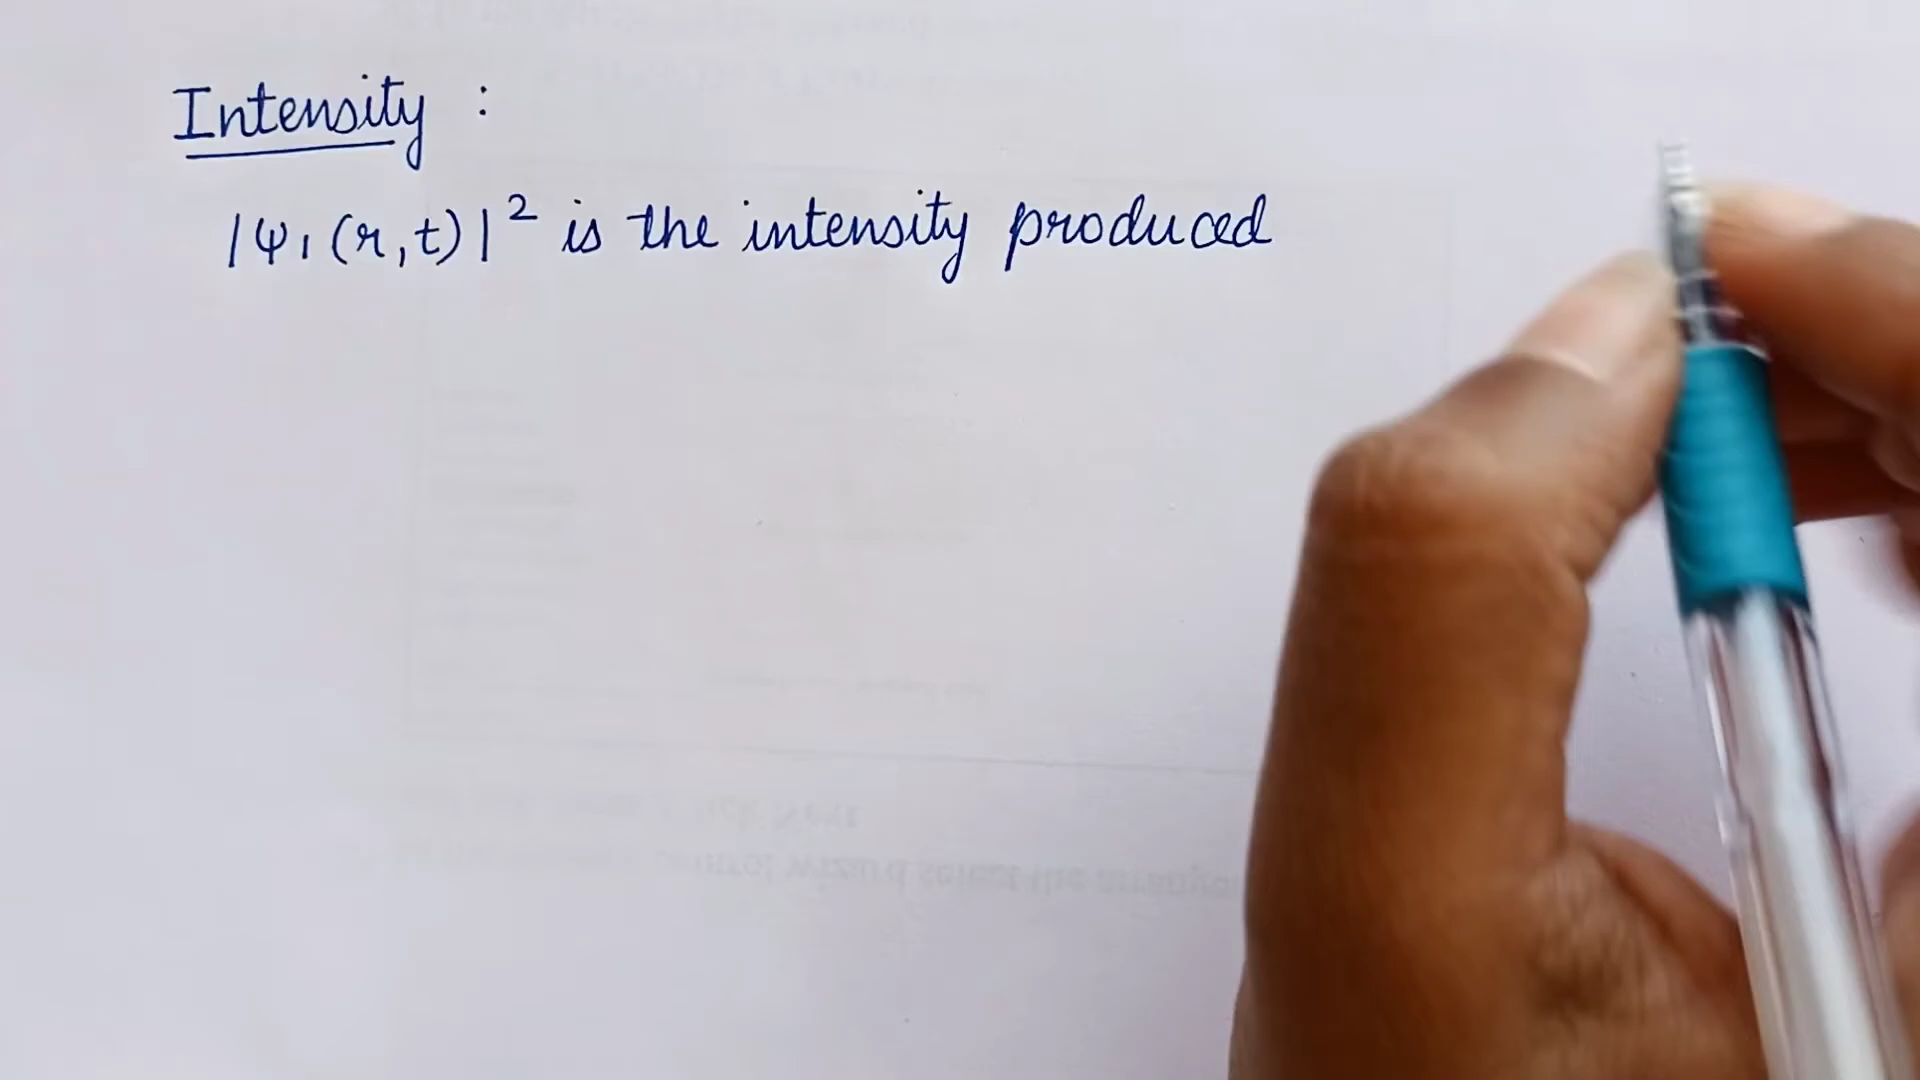 Intensity :
|ψ₁(r,t)|² is the intensity produced